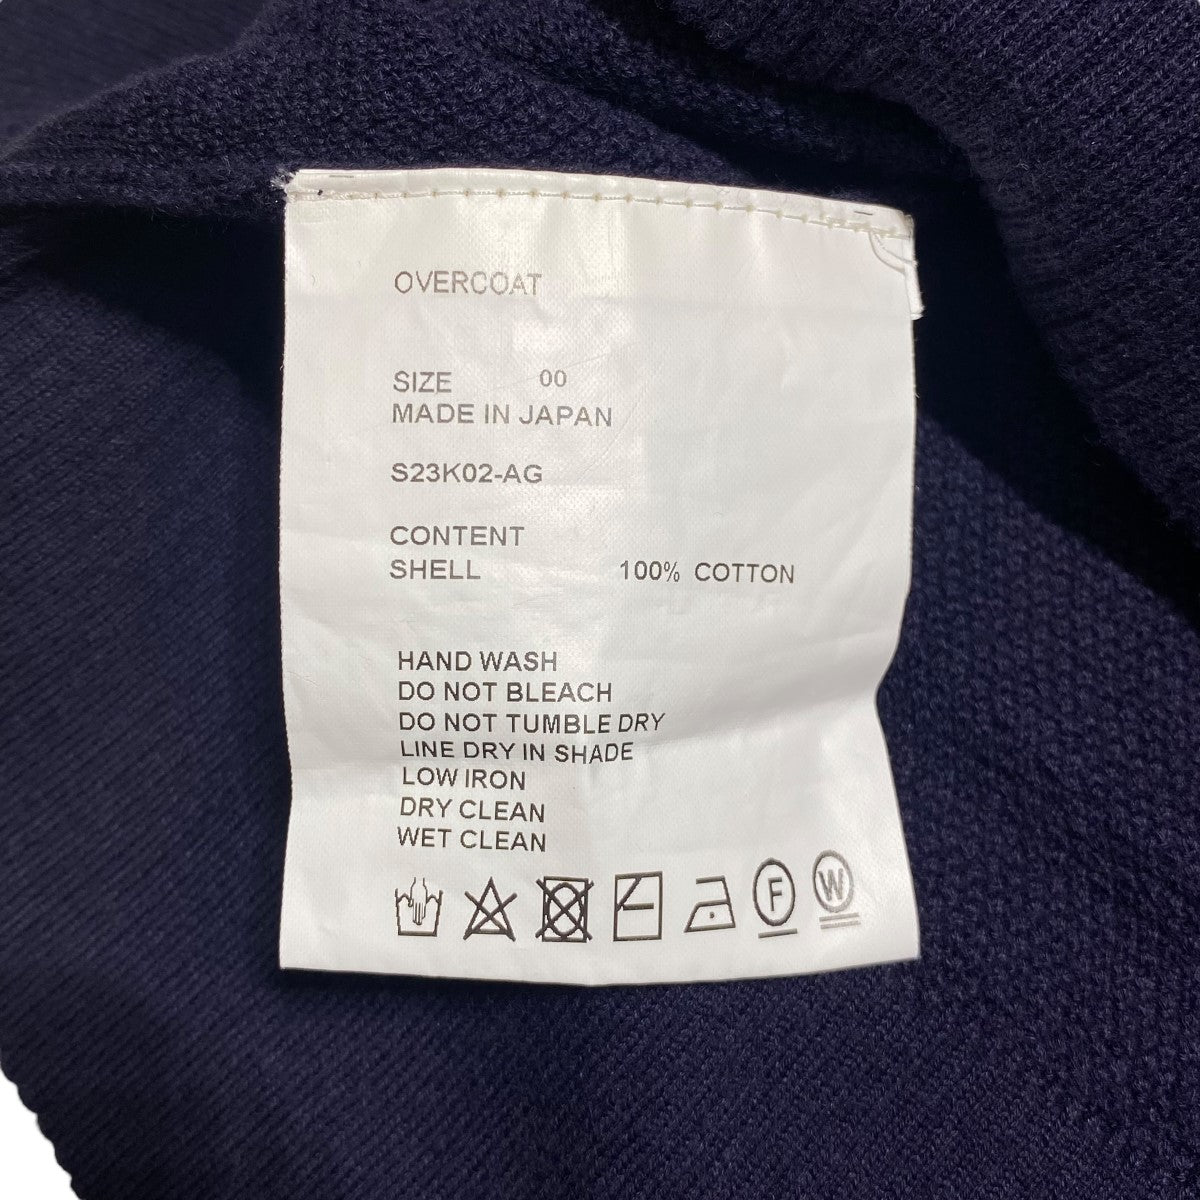 OVERCOAT
SIZE 00
MADE IN JAPAN
S23K02-AG
CONTENT
SHELL 100% COTTON
HAND WASH
DO NOT BLEACH
DO NOT TUMBLE DRY
LINE DRY IN SHADE
LOW IRON
DRY CLEAN
WET CLEAN
F W